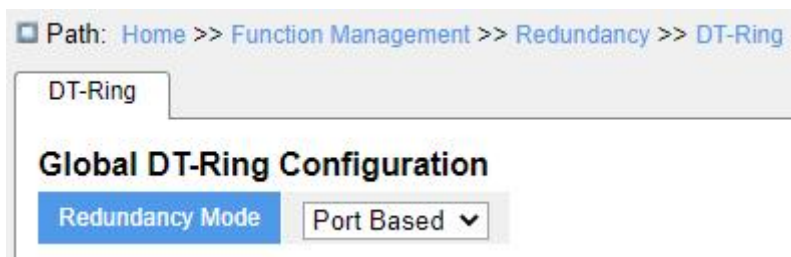 Path: Home >> Function Management >> Redundancy >> DT-Ring
DT-Ring
Global DT-Ring Configuration
Redundancy Mode Port Based